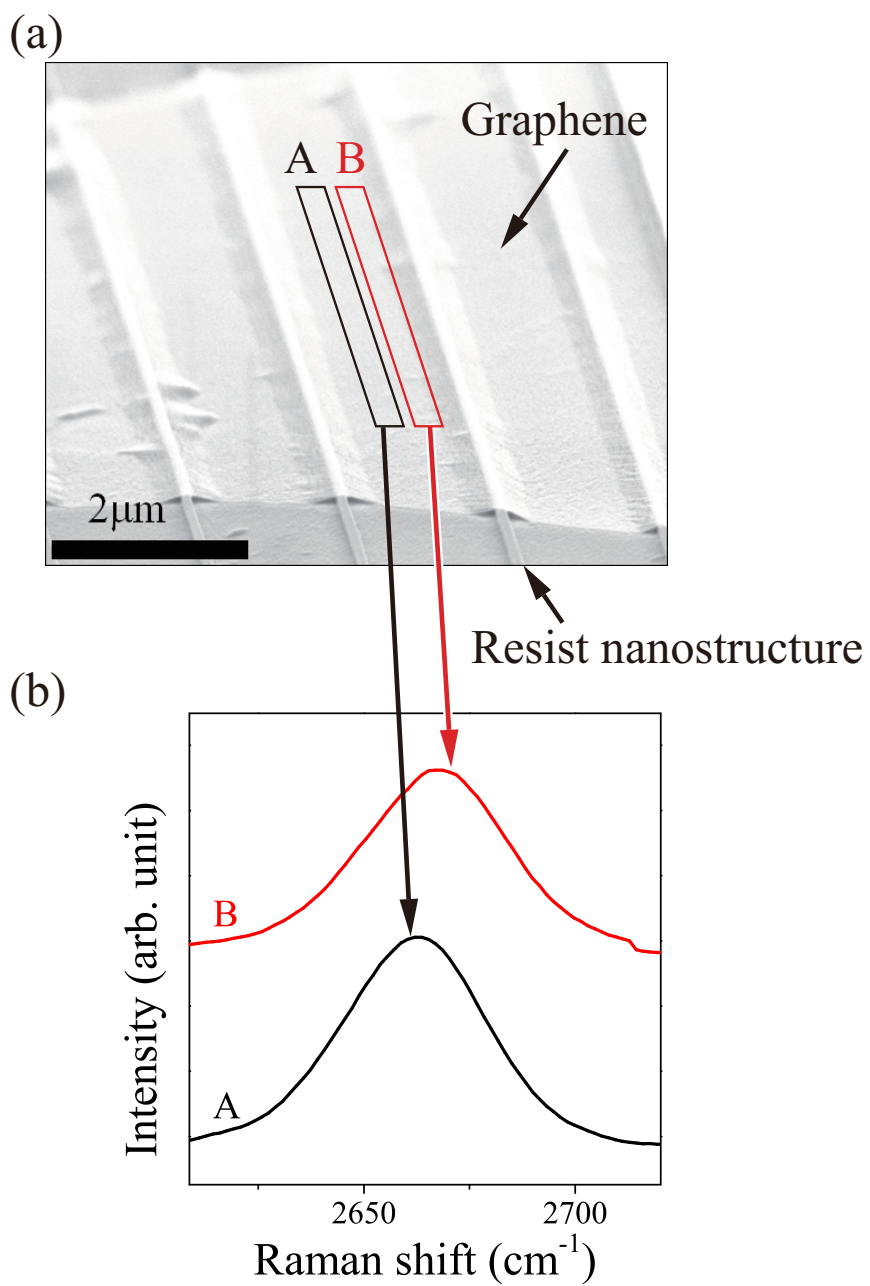 (a)
Graphene
A B
2μm
Resist nanostructure
(b)
Intensity (arb. unit)
B
A
2650 2700
Raman shift (cm⁻¹)